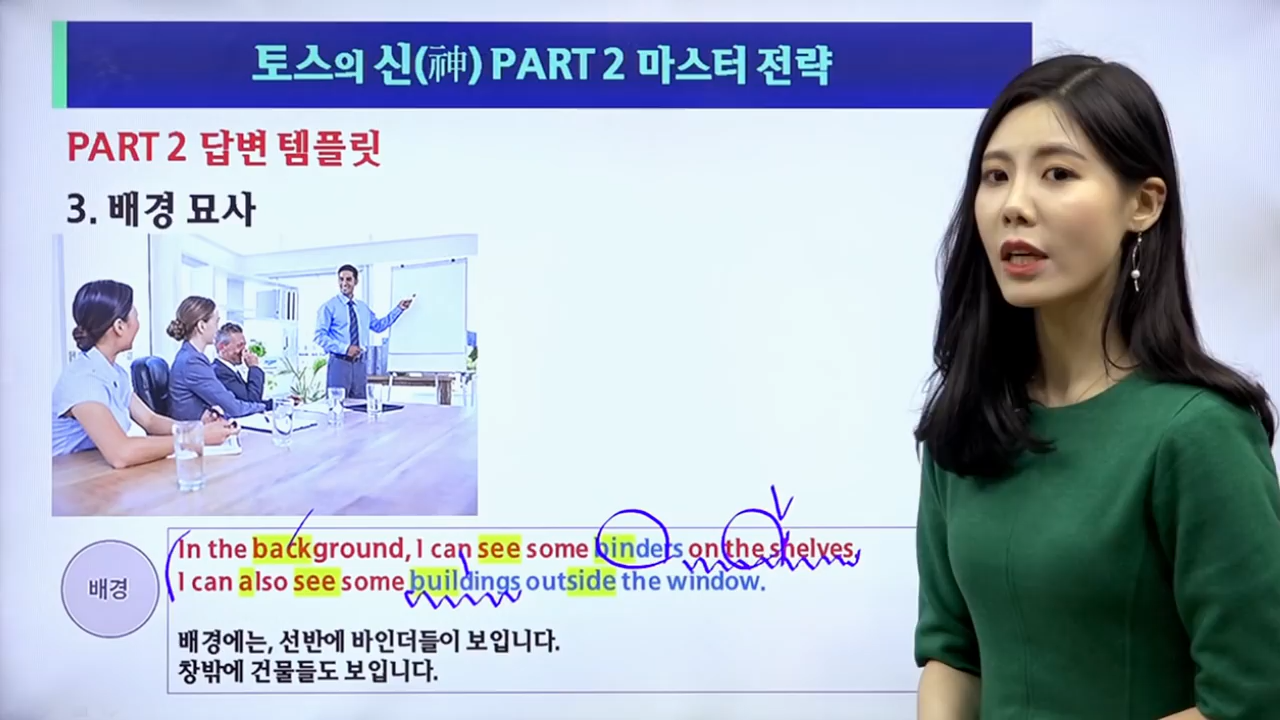 토스의 신(神) PART 2 마스터 전략
PART 2 답변 템플릿
3. 배경 묘사
배경
In the background, I can see some binders on the shelves,
I can also see some buildings outside the window.
배경에는, 선반에 바인더들이 보입니다.
창밖에 건물들도 보입니다.